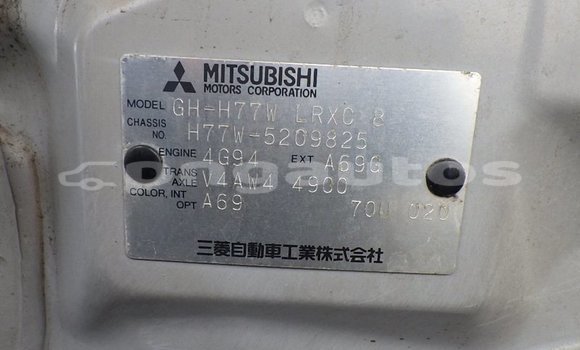 MITSUBISHI
MOTORS CORPORATION
MODEL GH-H77W LRXC 8
CHASSIS NO. H77W-5209825
ENGINE 4G94 EXT A69G
TRANS AXLE V4AW4 4900
COLOR, INT OPT A69 70U 020
三菱自動車工業株式会社
autos